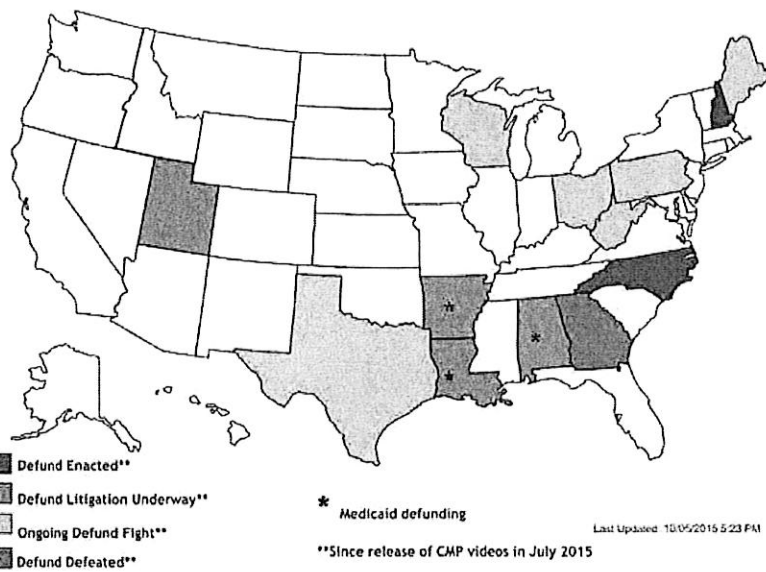 Defund Enacted**
Defund Litigation Underway**
Ongoing Defund Fight**
Defund Defeated**
* Medicaid defunding
**Since release of CMP videos in July 2015
Last Updated: 10/05/2015 5:23 PM
*
*
*